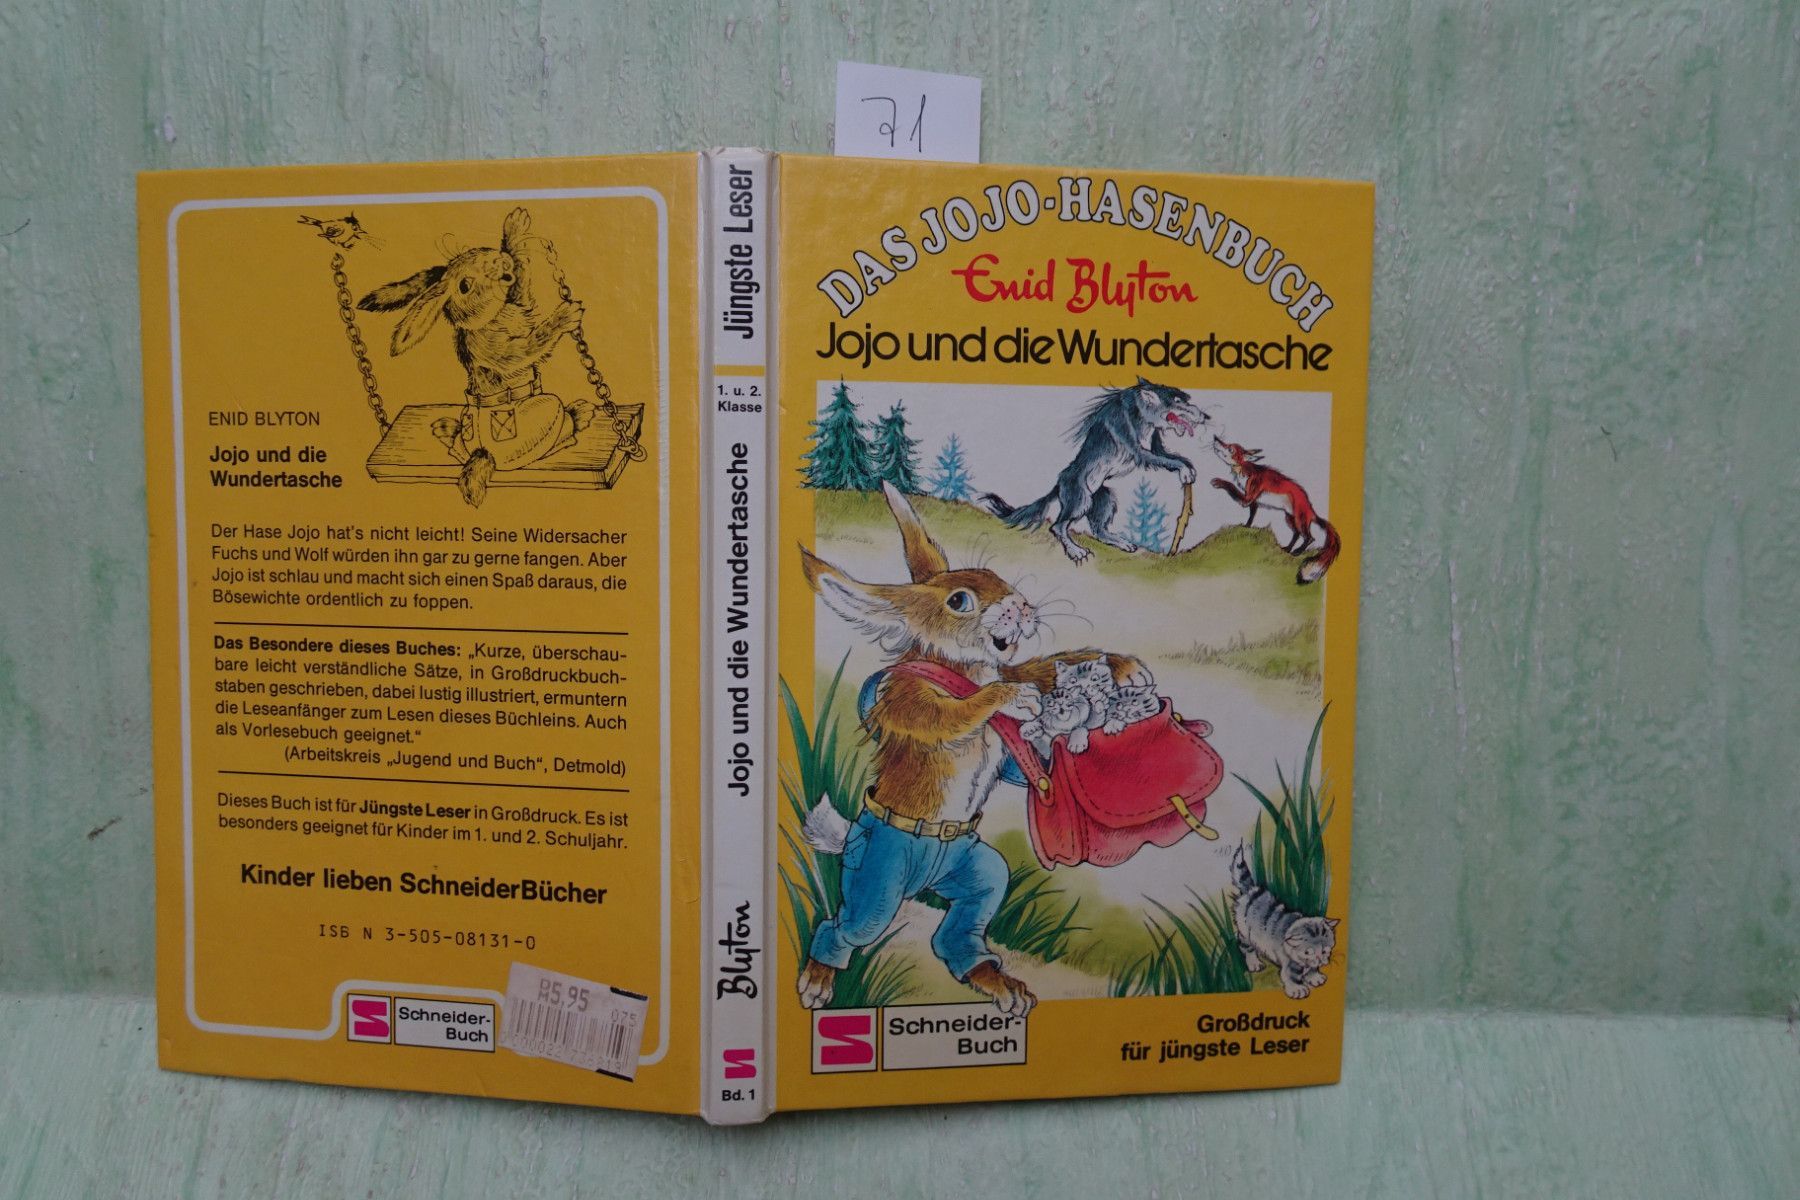 71
ENID BLYTON
Jojo und die
Wundertasche
Der Hase Jojo hat's nicht leicht! Seine Widersacher
Fuchs und Wolf würden ihn gar zu gerne fangen. Aber
Jojo ist schlau und macht sich einen Spaß daraus, die
Bösewichte ordentlich zu foppen.
Das Besondere dieses Buches: „Kurze, überschau-
bare leicht verständliche Sätze, in Großdruckbuch-
staben geschrieben, dabei lustig illustriert, ermuntern
die Leseanfänger zum Lesen dieses Büchleins. Auch
als Vorlesebuch geeignet."
(Arbeitskreis „Jugend und Buch", Detmold)
Dieses Buch ist für Jüngste Leser in Großdruck. Es ist
besonders geeignet für Kinder im 1. und 2. Schuljahr.
Kinder lieben SchneiderBücher
ISB N 3-505-08131-0
DM5,95
075
Schneider-
Buch
Jüngste Leser
1. u. 2.
Klasse
Jojo und die Wundertasche
Blyton
Bd. 1
DAS JOJO-HASENBUCH
Enid Blyton
Jojo und die Wundertasche
Schneider-
Buch
Großdruck
für jüngste Leser